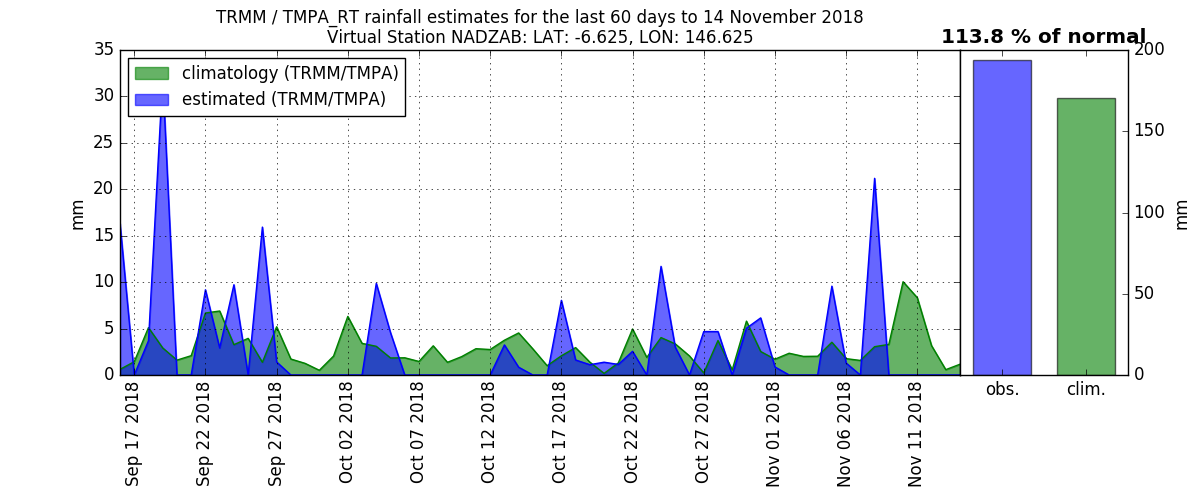 TRMM / TMPA_RT rainfall estimates for the last 60 days to 14 November 2018
Virtual Station NADZAB: LAT: -6.625, LON: 146.625
113.8 % of normal
climatology (TRMM/TMPA)
estimated (TRMM/TMPA)
35
30
25
20
15
10
5
0
mm
Sep 17 2018
Sep 22 2018
Sep 27 2018
Oct 02 2018
Oct 07 2018
Oct 12 2018
Oct 17 2018
Oct 22 2018
Oct 27 2018
Nov 01 2018
Nov 06 2018
Nov 11 2018
200
150
100
50
0
mm
obs.
clim.